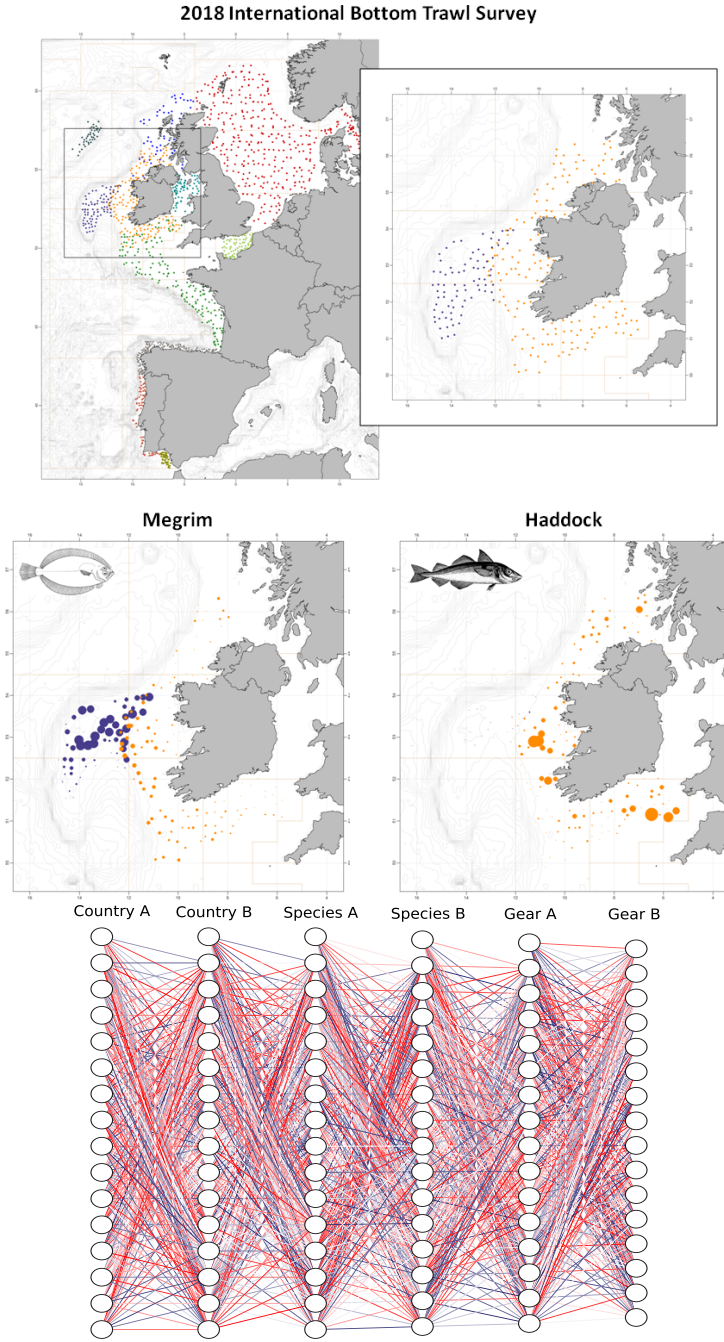 2018 International Bottom Trawl Survey
Megrim
Haddock
Country A
Country B
Species A
Species B
Gear A
Gear B